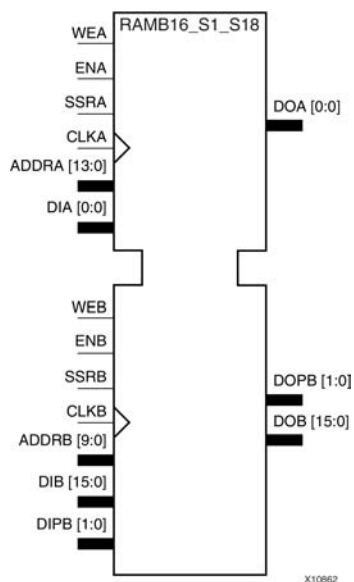 RAMB16_S1_S18
WEA
ENA
SSRA
CLKA
ADDRA [13:0]
DIA [0:0]
DOA [0:0]
WEB
ENB
SSRB
CLKB
ADDRB [9:0]
DIB [15:0]
DIPB [1:0]
DOPB [1:0]
DOB [15:0]
X10862